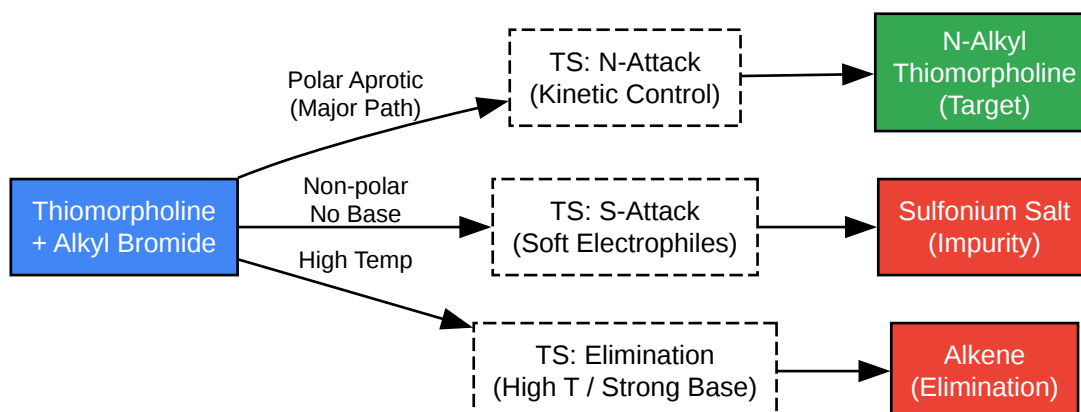 Thiomorpholine
+ Alkyl Bromide
Polar Aprotic
(Major Path)
TS: N-Attack
(Kinetic Control)
N-Alkyl
Thiomorpholine
(Target)
Non-polar
No Base
TS: S-Attack
(Soft Electrophiles)
Sulfonium Salt
(Impurity)
High Temp
TS: Elimination
(High T / Strong Base)
Alkene
(Elimination)